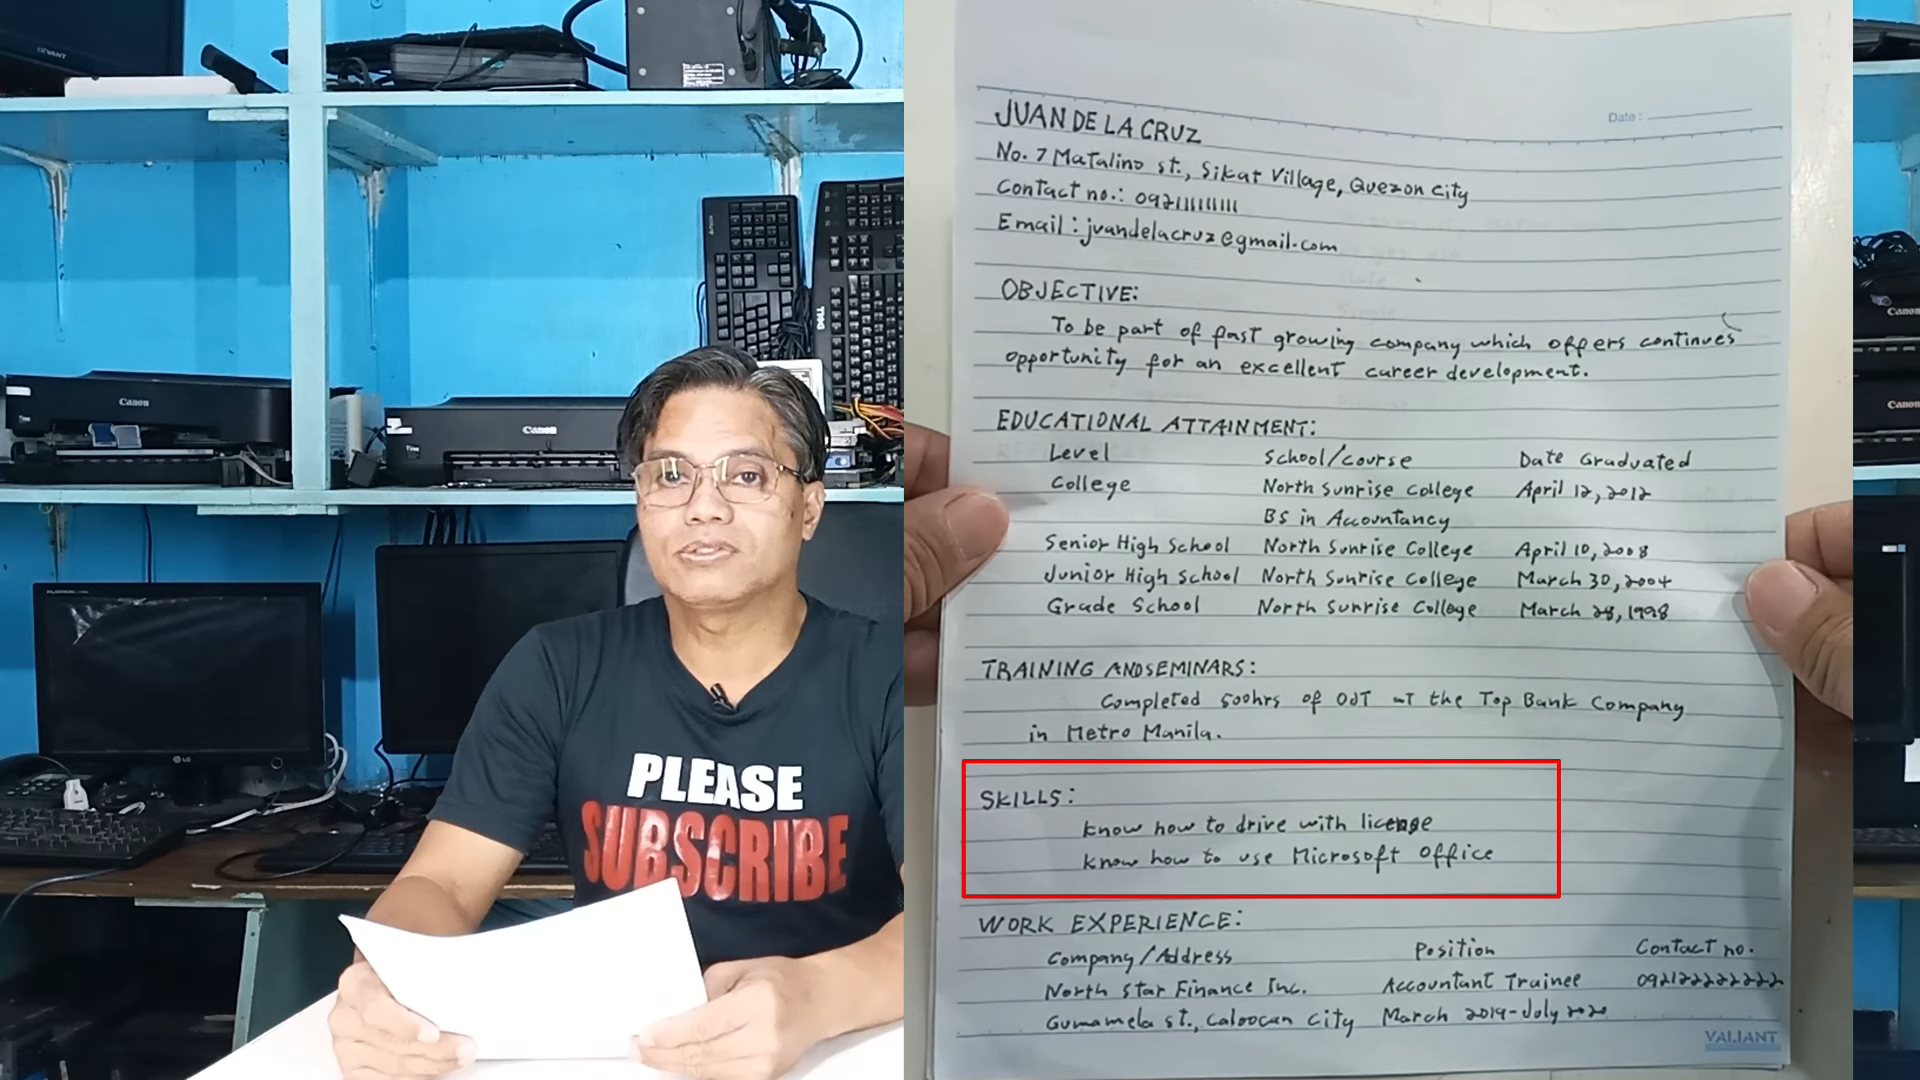 Canon
Canon
DELL
LG
PLEASE
SUBSCRIBE
Date:
JUAN DE LA CRUZ
No. 7 Matalino st., Sikat Village, Quezon City
Contact no.: 09211111111
Email: juandelacruz@gmail.com
OBJECTIVE:
To be part of fast growing company which offers continues
opportunity for an excellent career development.
EDUCATIONAL ATTAINMENT:
Level School/course Date Graduated
College North Sunrise College April 12, 2012
BS in Accountancy
Senior High School North Sunrise College April 10, 2008
Junior High School North Sunrise College March 30, 2004
Grade School North Sunrise College March 28, 1998
TRAINING AND SEMINARS:
Completed 500hrs of OJT at the Top Bank Company
in Metro Manila.
SKILLS:
know how to drive with license
know how to use Microsoft Office
WORK EXPERIENCE:
Company/Address Position Contact no.
North Star Finance Inc. Accountant Trainee 092122222222
Gumamela st., Caloocan City March 2019-July 2020
VALIANT
Canon
Canon